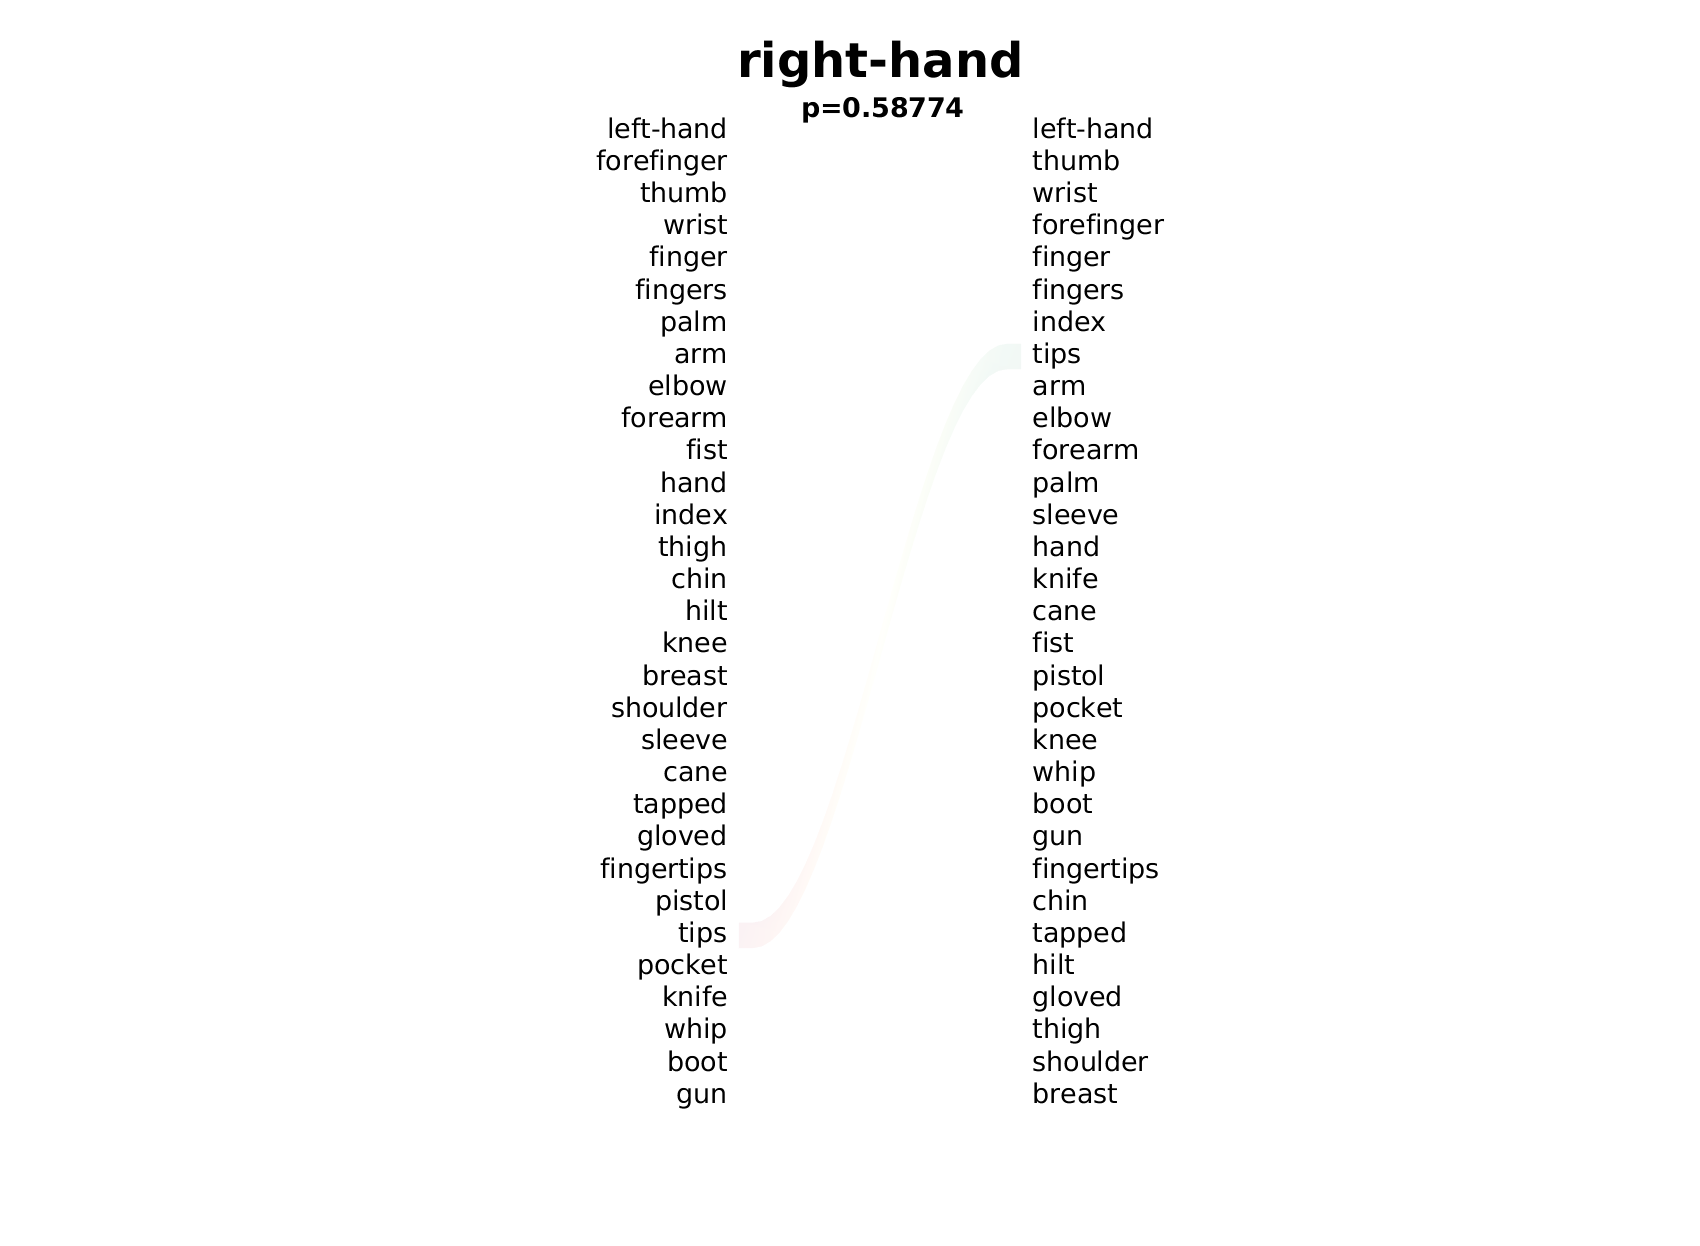 right-hand
p=0.58774
left-hand left-hand
forefinger thumb
thumb wrist
wrist forefinger
finger finger
fingers fingers
palm index
arm tips
elbow arm
forearm elbow
fist forearm
hand palm
index sleeve
thigh hand
chin knife
hilt cane
knee fist
breast pistol
shoulder pocket
sleeve knee
cane whip
tapped boot
gloved gun
fingertips fingertips
pistol chin
tips tapped
pocket hilt
knife gloved
whip thigh
boot shoulder
gun breast